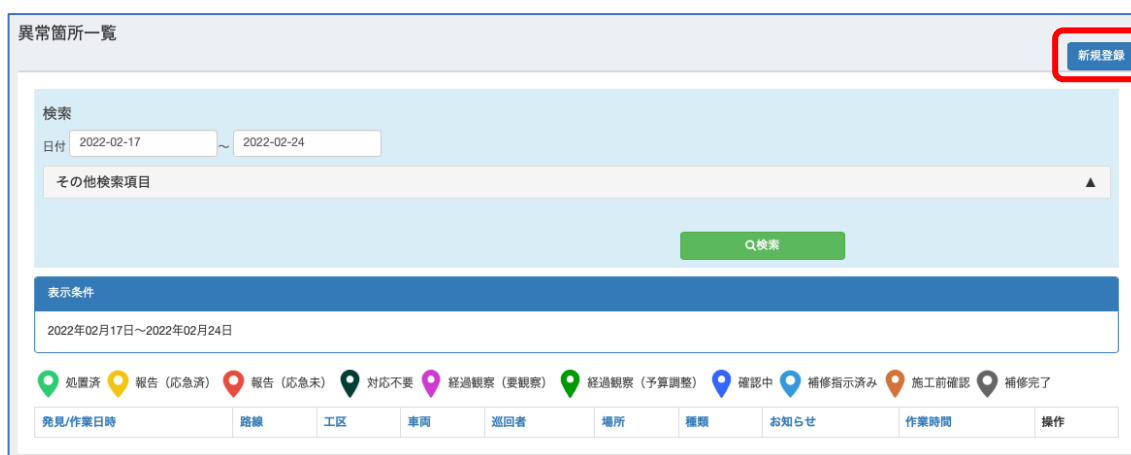 異常箇所一覧
新規登録
検索
日付 2022-02-17 ～ 2022-02-24
その他検索項目 ▲
検索
表示条件
2022年02月17日～2022年02月24日
処置済 報告（応急済） 報告（応急未） 対応不要 経過観察（要観察） 経過観察（予算調整） 確認中 補修指示済み 施工前確認 補修完了
発見/作業日時 路線 工区 車両 巡回者 場所 種類 お知らせ 作業時間 操作